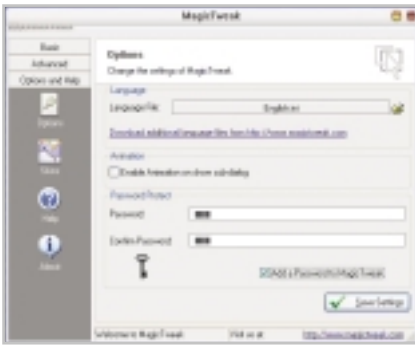 MagicTweak
Basic
Advanced
Options and Help
Options
Skins
Help
About
Options
Change the settings of MagicTweak.
Language
Language File:
English.ini
Download additional language files from http://www.magictweak.com
Animation
Enable Animation on show sub-dialog
Password Protect
Password:
Confirm Password:
Add a Password to MagicTweak
Save Settings
Welcome to MagicTweak
Visit us at
http://www.magictweak.com